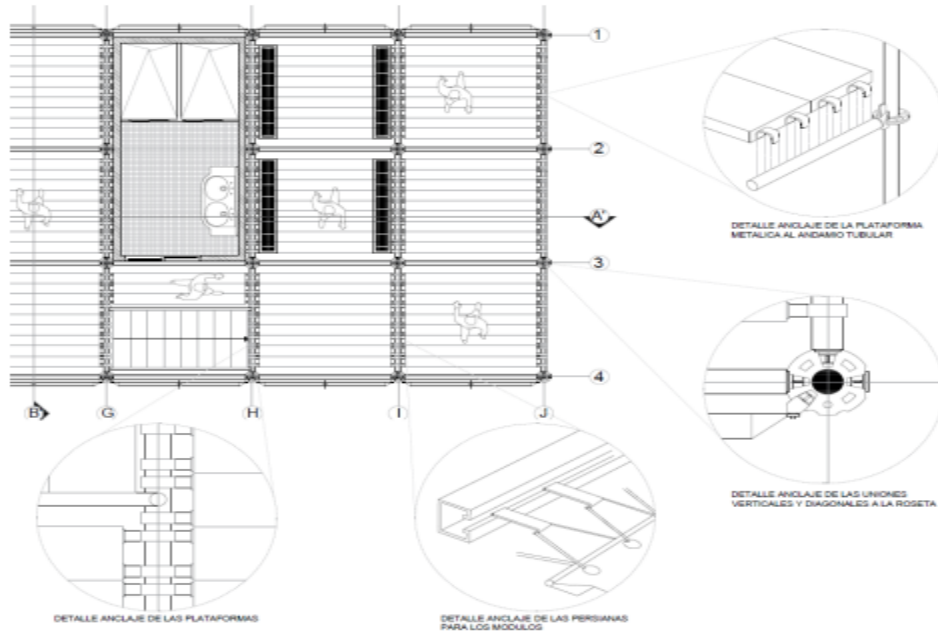 1
2
A'
3
4
B'
G
H
I
J
DETALLE ANCLAJE DE LA PLATAFORMA
METALICA AL ANDAMIO TUBULAR
DETALLE ANCLAJE DE LAS UNIONES
VERTICALES Y DIAGONALES A LA ROSETA
DETALLE ANCLAJE DE LAS PLATAFORMAS
DETALLE ANCLAJE DE LAS PERSIANAS
PARA LOS MODULOS